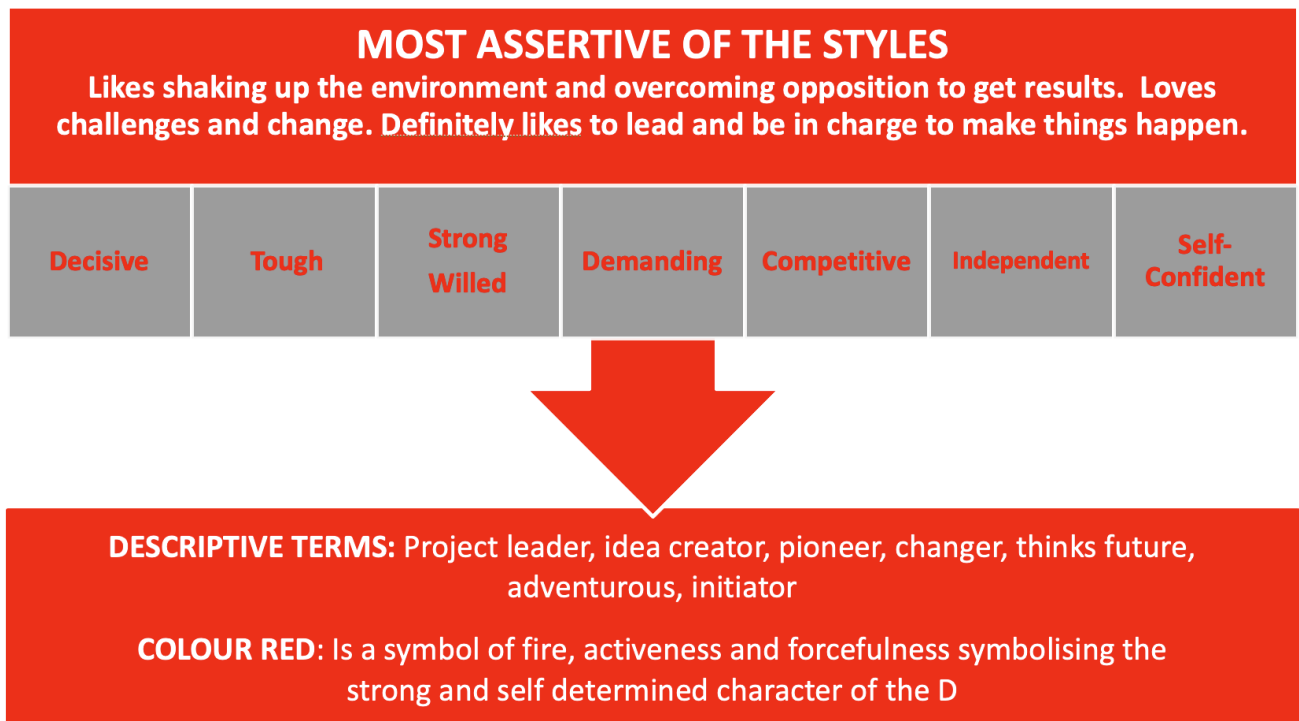 MOST ASSERTIVE OF THE STYLES
Likes shaking up the environment and overcoming opposition to get results.  Loves
challenges and change. Definitely likes to lead and be in charge to make things happen.
Decisive
Tough
Strong
Willed
Demanding
Competitive
Independent
Self-
Confident
DESCRIPTIVE TERMS: Project leader, idea creator, pioneer, changer, thinks future,
adventurous, initiator
COLOUR RED: Is a symbol of fire, activeness and forcefulness symbolising the
strong and self determined character of the D